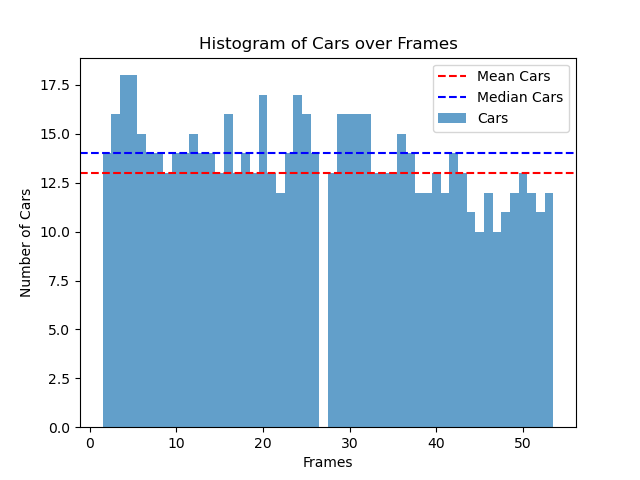 Histogram of Cars over Frames
Mean Cars
Median Cars
Cars
17.5
15.0
12.5
10.0
7.5
5.0
2.5
0.0
Number of Cars
0 10 20 30 40 50
Frames